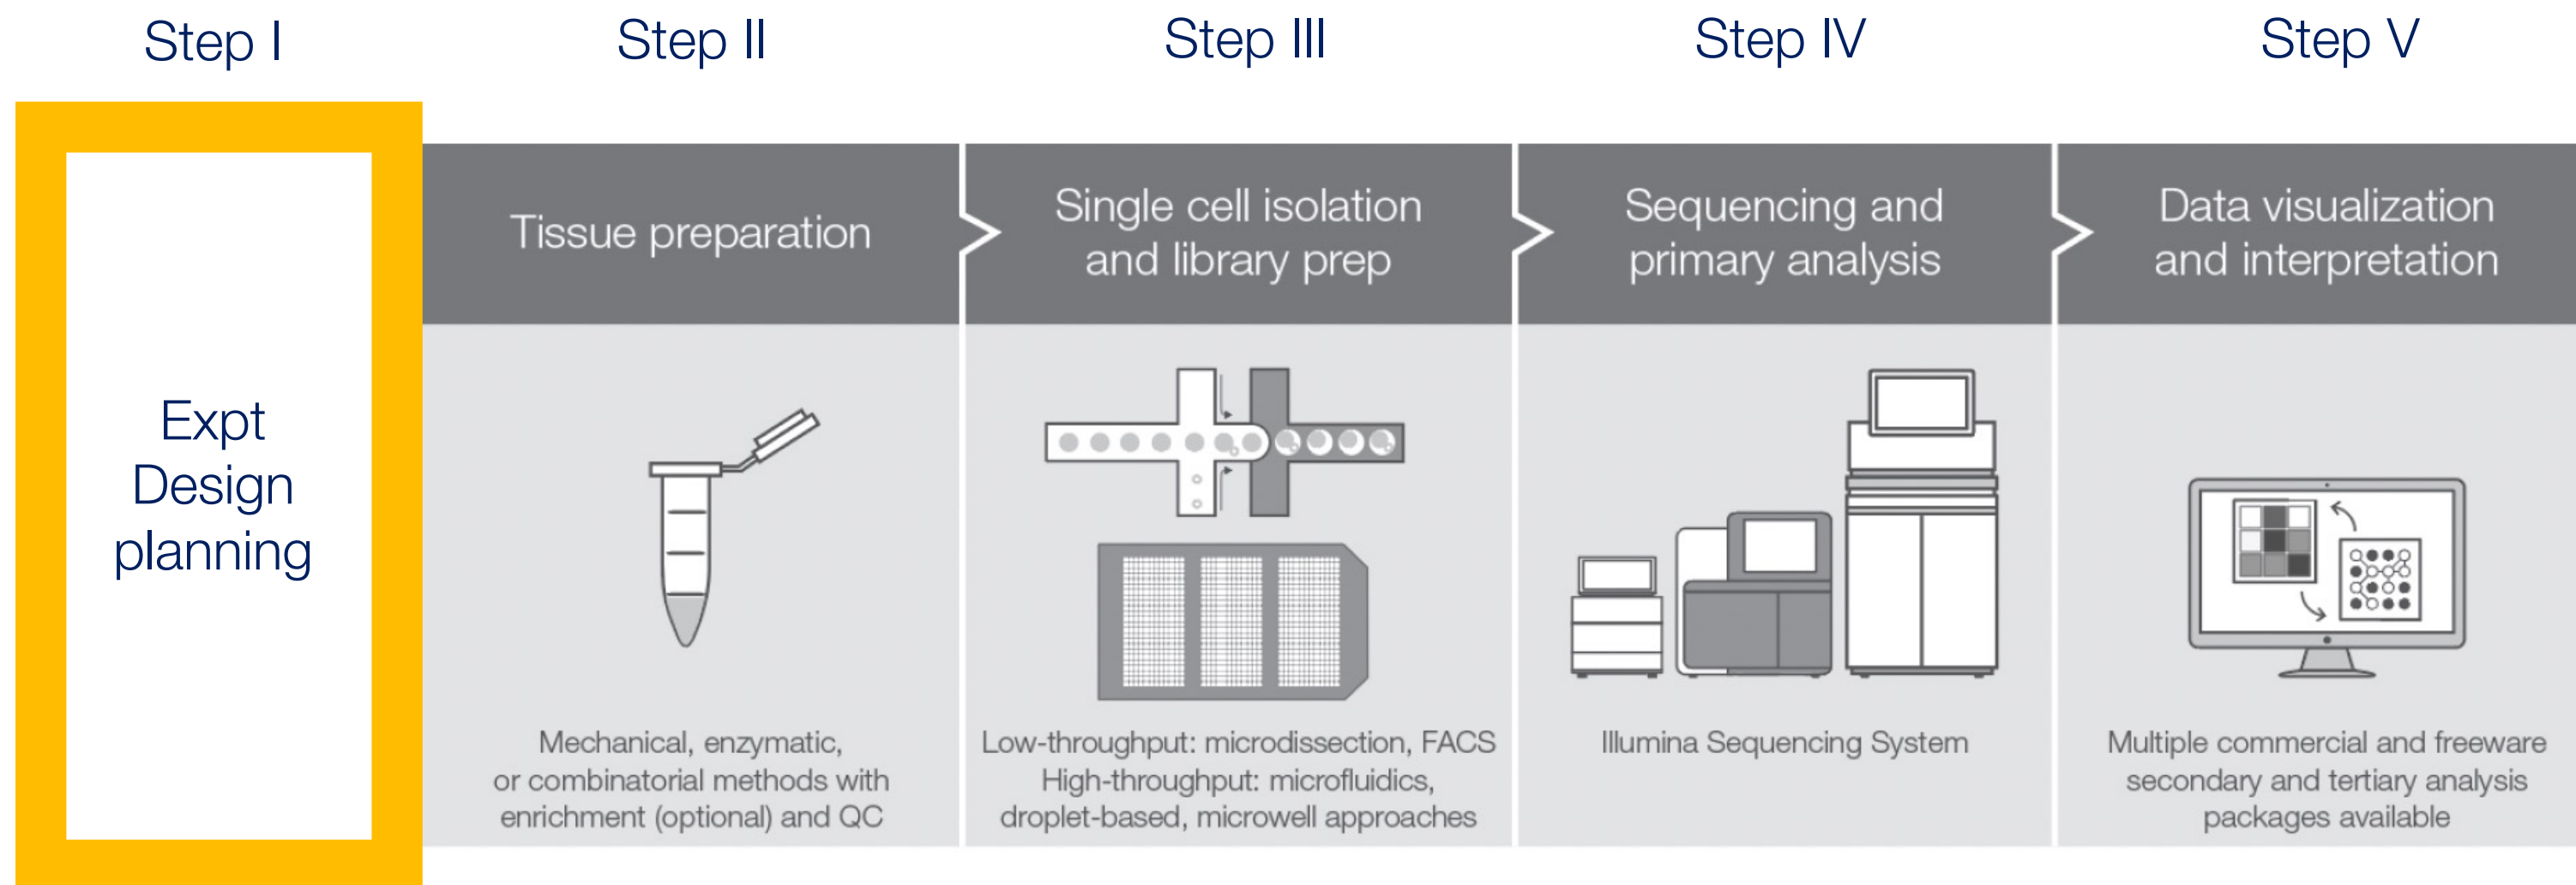 Step I
Step II
Step III
Step IV
Step V
Expt
Design
planning
Tissue preparation
Mechanical, enzymatic,
or combinatorial methods with
enrichment (optional) and QC
Single cell isolation
and library prep
Low-throughput: microdissection, FACS
High-throughput: microfluidics,
droplet-based, microwell approaches
Sequencing and
primary analysis
Illumina Sequencing System
Data visualization
and interpretation
Multiple commercial and freeware
secondary and tertiary analysis
packages available